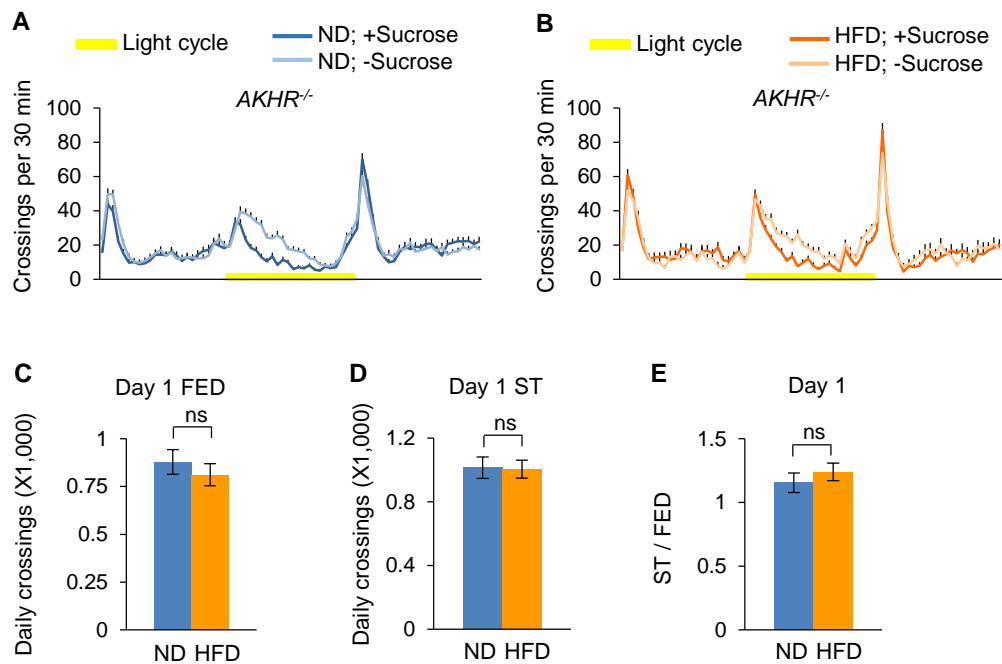 A
Light cycle
ND; +Sucrose
ND; -Sucrose
AKHR-/-
Crossings per 30 min
100
80
60
40
20
0
B
Light cycle
HFD; +Sucrose
HFD; -Sucrose
AKHR-/-
Crossings per 30 min
100
80
60
40
20
0
C
Day 1 FED
ns
Daily crossings (X1,000)
1
0.75
0.5
0.25
0
ND HFD
D
Day 1 ST
ns
Daily crossings (X1,000)
1.2
0.8
0.4
0
ND HFD
E
Day 1
ns
ST / FED
1.5
1
0.5
0
ND HFD